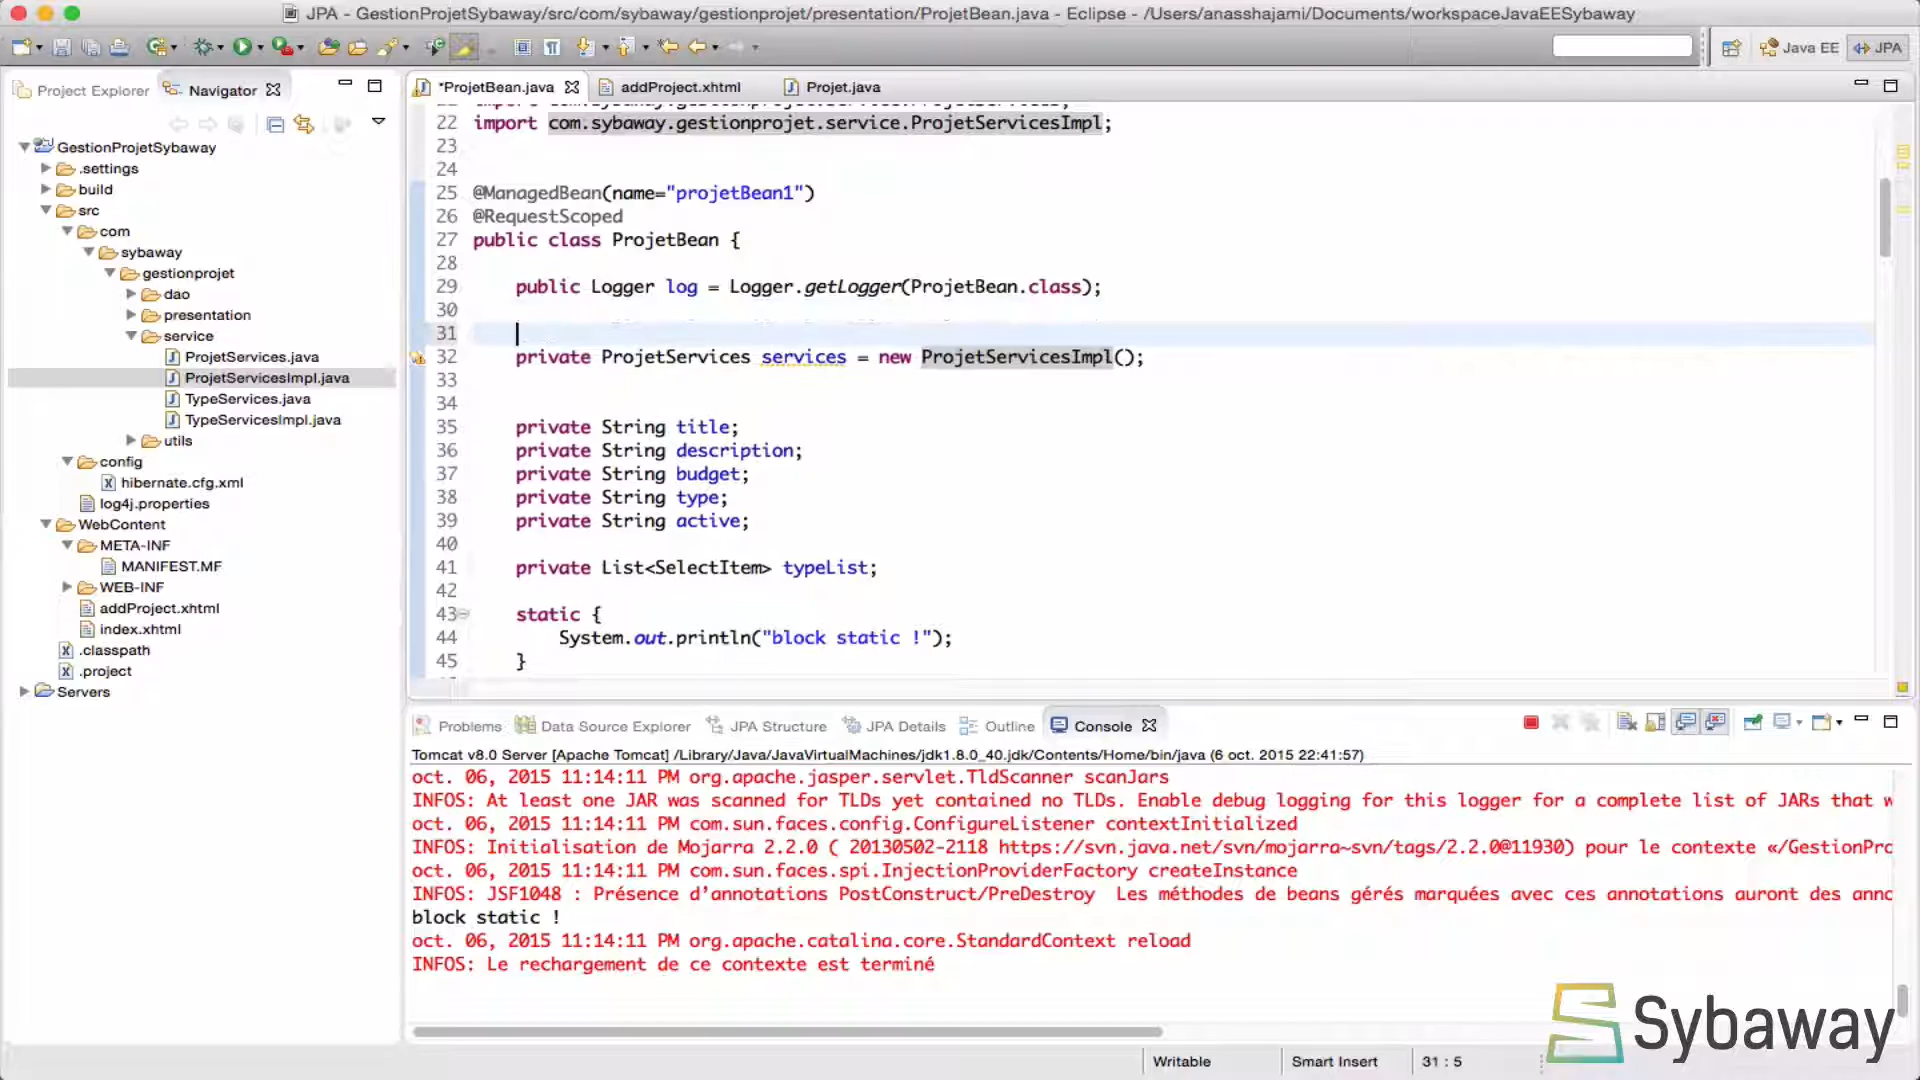 JPA - GestionProjetSybaway/src/com/sybaway/gestionprojet/presentation/ProjetBean.java - Eclipse - /Users/anasshajami/Documents/workspaceJavaEESybaway
Java EE
JPA
Project Explorer
Navigator
GestionProjetSybaway
.settings
build
src
com
sybaway
gestionprojet
dao
presentation
service
ProjetServices.java
ProjetServicesImpl.java
TypeServices.java
TypeServicesImpl.java
utils
config
hibernate.cfg.xml
log4j.properties
WebContent
META-INF
MANIFEST.MF
WEB-INF
addProject.xhtml
index.xhtml
.classpath
.project
Servers
*ProjetBean.java
addProject.xhtml
Projet.java
22 import com.sybaway.gestionprojet.service.ProjetServicesImpl;
23
24
25 @ManagedBean(name="projetBean1")
26 @RequestScoped
27 public class ProjetBean {
28
29 public Logger log = Logger.getLogger(ProjetBean.class);
30
31
32 private ProjetServices services = new ProjetServicesImpl();
33
34
35 private String title;
36 private String description;
37 private String budget;
38 private String type;
39 private String active;
40
41 private List<SelectItem> typeList;
42
43 static {
44 System.out.println("block static !");
45 }
Problems
Data Source Explorer
JPA Structure
JPA Details
Outline
Console
Tomcat v8.0 Server [Apache Tomcat] /Library/Java/JavaVirtualMachines/jdk1.8.0_40.jdk/Contents/Home/bin/java (6 oct. 2015 22:41:57)
oct. 06, 2015 11:14:11 PM org.apache.jasper.servlet.TldScanner scanJars
INFOS: At least one JAR was scanned for TLDs yet contained no TLDs. Enable debug logging for this logger for a complete list of JARs that w
oct. 06, 2015 11:14:11 PM com.sun.faces.config.ConfigureListener contextInitialized
INFOS: Initialisation de Mojarra 2.2.0 ( 20130502-2118 https://svn.java.net/svn/mojarra~svn/tags/2.2.0@11930) pour le contexte «/GestionPro
oct. 06, 2015 11:14:11 PM com.sun.faces.spi.InjectionProviderFactory createInstance
INFOS: JSF1048 : Présence d’annotations PostConstruct/PreDestroy Les méthodes de beans gérés marquées avec ces annotations auront des anno
block static !
oct. 06, 2015 11:14:11 PM org.apache.catalina.core.StandardContext reload
INFOS: Le rechargement de ce contexte est terminé
Sybaway
Writable
Smart Insert
31 : 5